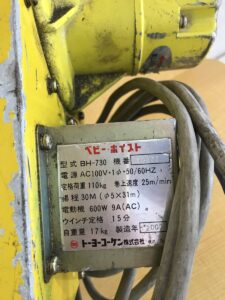 ベビーホイスト
型式 BH-730 機番
電源 AC100V・1φ・50/60HZ
定格荷重 110kg 巻上速度 25m/min
揚程 30M (φ5×31m)
電動機 600W 9A(AC)
ウインチ定格 15分
自重量 17kg 製造年
トーヨーコーケン株式会社